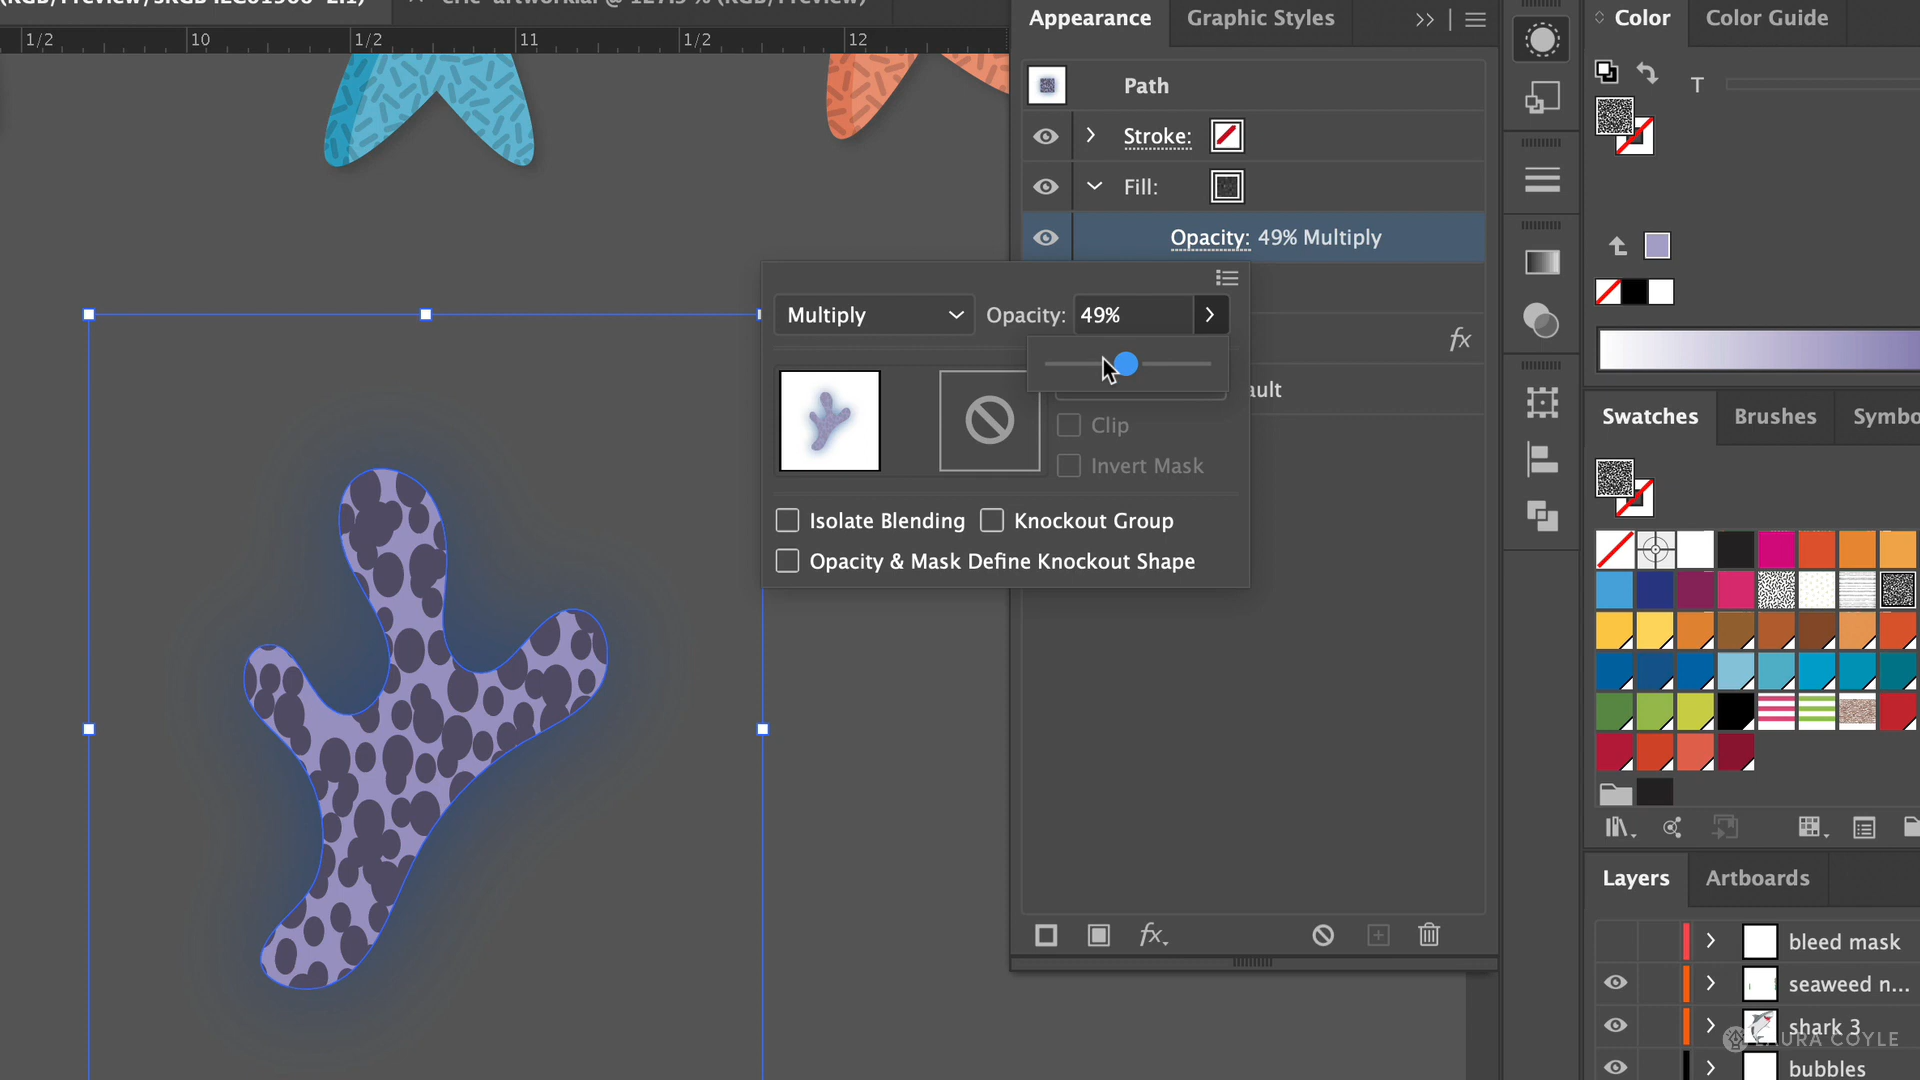 1/2
10
1/2
11
1/2
12
Appearance
Graphic Styles
Color
Color Guide
T
Path
Stroke:
Fill:
Opacity: 49% Multiply
Multiply
Opacity: 49%
fx
ault
Clip
Invert Mask
Isolate Blending
Knockout Group
Opacity & Mask Define Knockout Shape
Swatches
Brushes
Symbo
fx.
Layers
Artboards
bleed mask
seaweed n...
shark 3
LAURA COYLE
bubbles